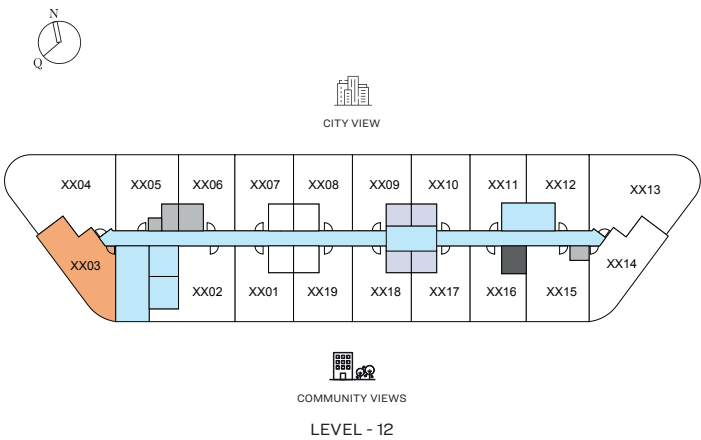 N
Q
CITY VIEW
XX04 XX05 XX06 XX07 XX08 XX09 XX10 XX11 XX12 XX13
XX03 XX14
XX02 XX01 XX19 XX18 XX17 XX16 XX15
COMMUNITY VIEWS
LEVEL - 12